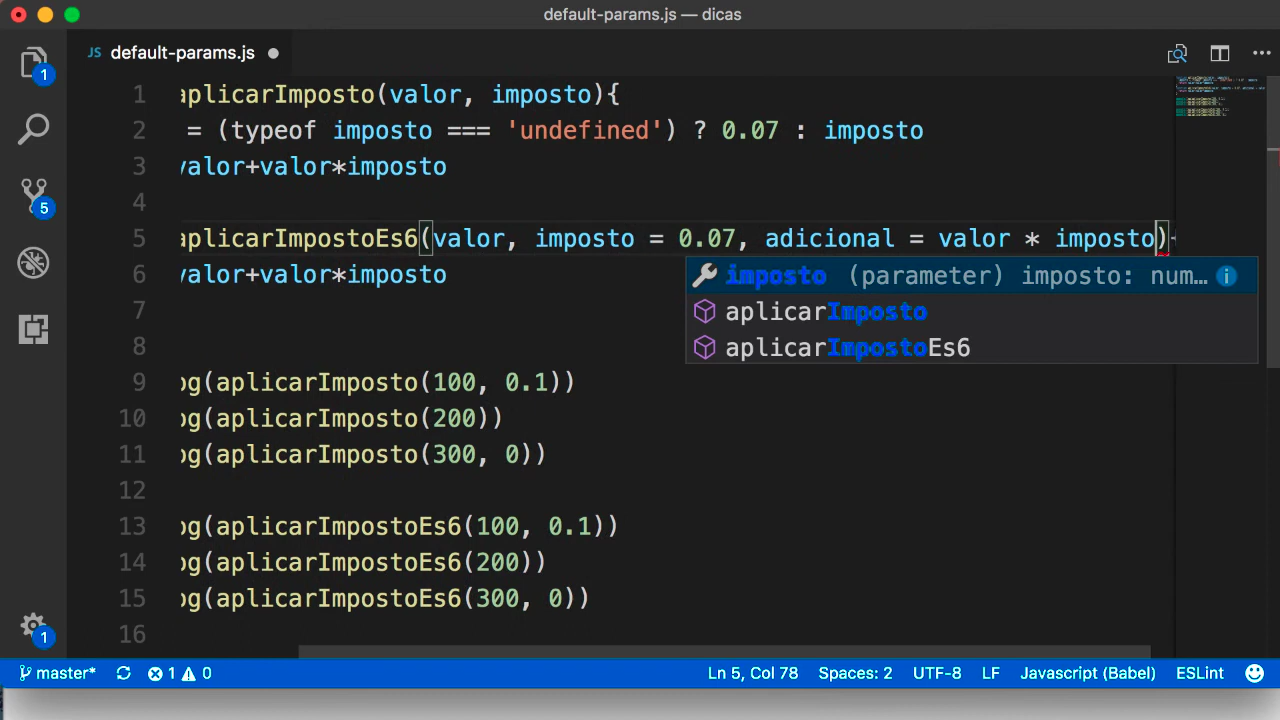 default-params.js — dicas
JS default-params.js
1 aplicarImposto(valor, imposto){
2 = (typeof imposto === 'undefined') ? 0.07 : imposto
3 valor+valor*imposto
4
5 aplicarImpostoEs6(valor, imposto = 0.07, adicional = valor * imposto){
6 valor+valor*imposto
imposto (parameter) imposto: num…
7 aplicarImposto
8 aplicarImpostoEs6
9 og(aplicarImposto(100, 0.1))
10 og(aplicarImposto(200))
11 og(aplicarImposto(300, 0))
12
13 og(aplicarImpostoEs6(100, 0.1))
14 og(aplicarImpostoEs6(200))
15 og(aplicarImpostoEs6(300, 0))
16
1
5
1
master* 1 0 Ln 5, Col 78 Spaces: 2 UTF-8 LF Javascript (Babel) ESLint